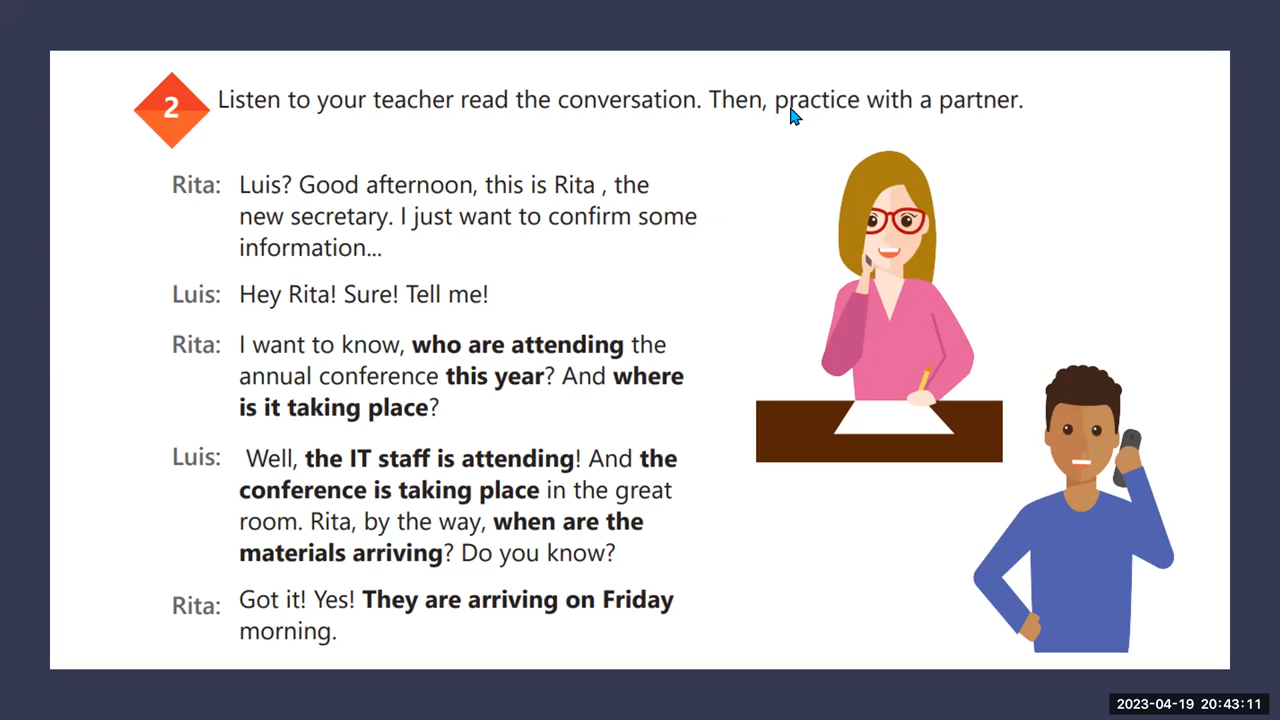 2 Listen to your teacher read the conversation. Then, practice with a partner.
Rita: Luis? Good afternoon, this is Rita , the
new secretary. I just want to confirm some
information...
Luis: Hey Rita! Sure! Tell me!
Rita: I want to know, who are attending the
annual conference this year? And where
is it taking place?
Luis: Well, the IT staff is attending! And the
conference is taking place in the great
room. Rita, by the way, when are the
materials arriving? Do you know?
Rita: Got it! Yes! They are arriving on Friday
morning.
2023-04-19 20:43:11